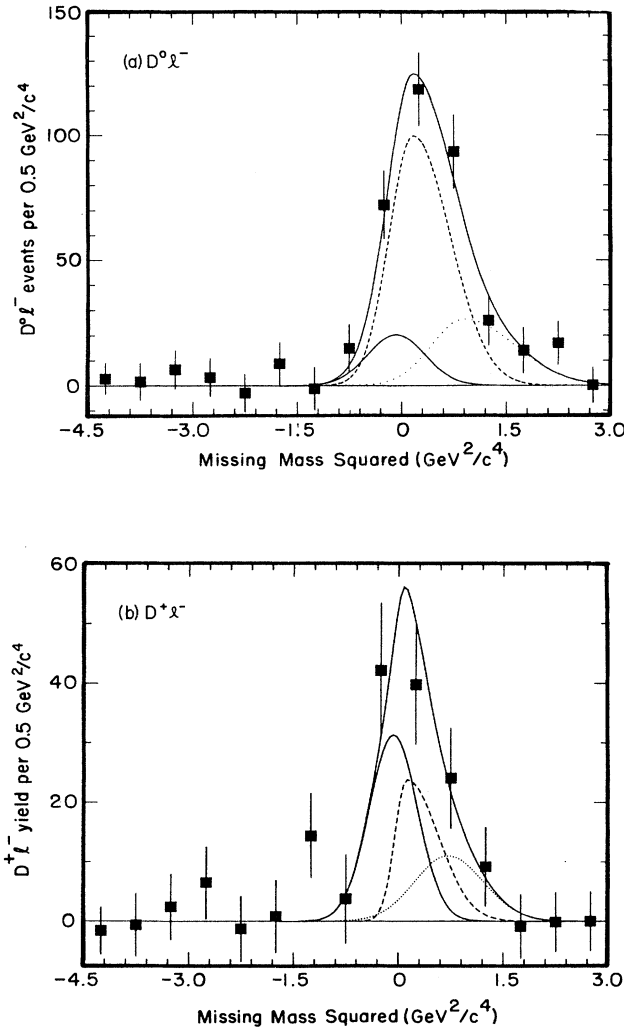 150
(a) D⁰ℓ⁻
100
50
0
D⁰ℓ⁻ events per 0.5 GeV²/c⁴
-4.5 -3.0 -1.5 0 1.5 3.0
Missing Mass Squared (GeV²/c⁴)
60
(b) D⁺ℓ⁻
40
20
0
D⁺ℓ⁻ yield per 0.5 GeV²/c⁴
-4.5 -3.0 -1.5 0 1.5 3.0
Missing Mass Squared (GeV²/c⁴)